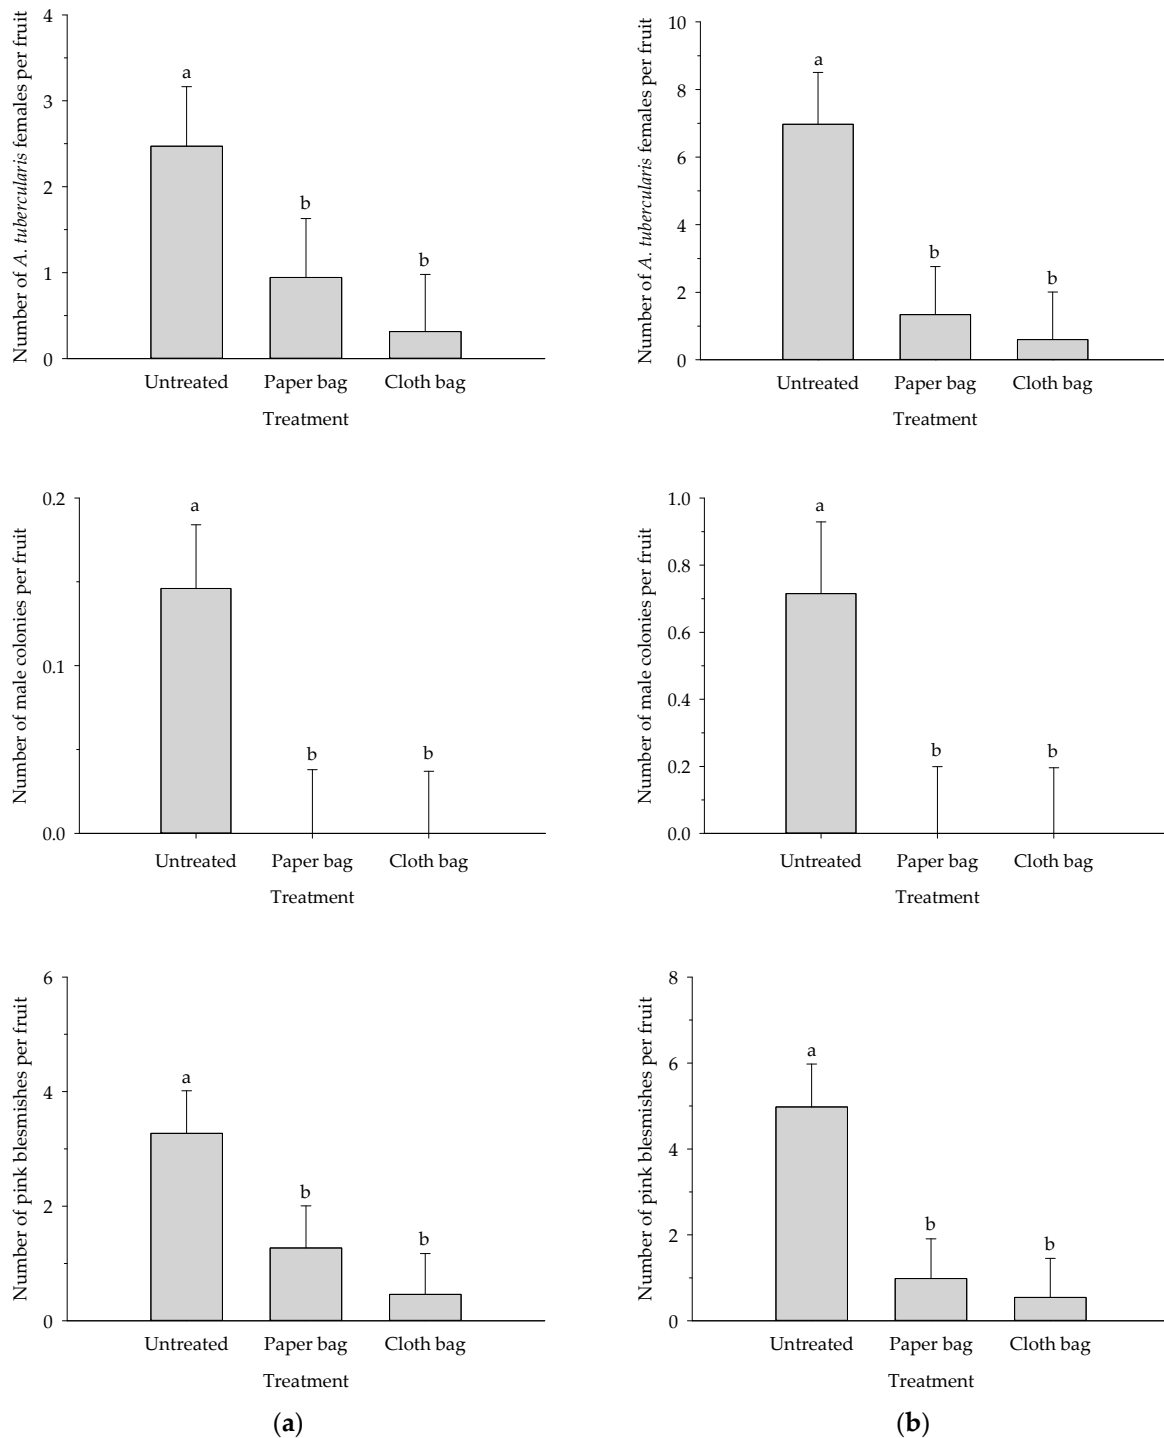 Number of A. tubercularis females per fruit
4
3
2
1
0
a
b
b
Untreated Paper bag Cloth bag
Treatment
Number of A. tubercularis females per fruit
10
8
6
4
2
0
a
b
b
Untreated Paper bag Cloth bag
Treatment
Number of male colonies per fruit
0.2
0.1
0.0
a
b
b
Untreated Paper bag Cloth bag
Treatment
Number of male colonies per fruit
1.0
0.8
0.6
0.4
0.2
0.0
a
b
b
Untreated Paper bag Cloth bag
Treatment
Number of pink blesmishes per fruit
6
4
2
0
a
b
b
Untreated Paper bag Cloth bag
Treatment
(a)
Number of pink blesmishes per fruit
8
6
4
2
0
a
b
b
Untreated Paper bag Cloth bag
Treatment
(b)